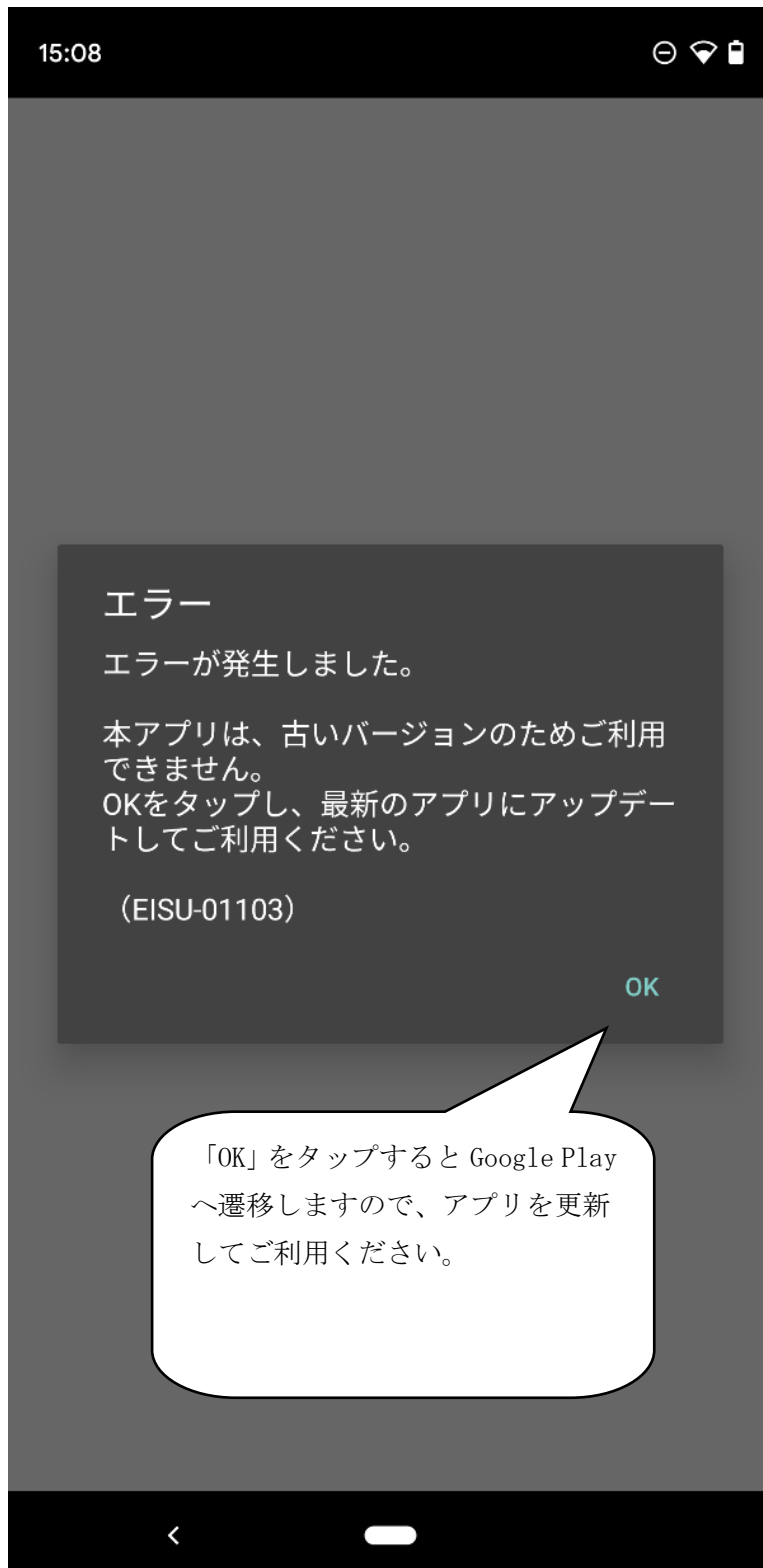 15:08
エラー
エラーが発生しました。
本アプリは、古いバージョンのためご利用
できません。
OKをタップし、最新のアプリにアップデー
トしてご利用ください。
（EISU-01103）
OK
「OK」をタップすると Google Play
へ遷移しますので、アプリを更新
してご利用ください。